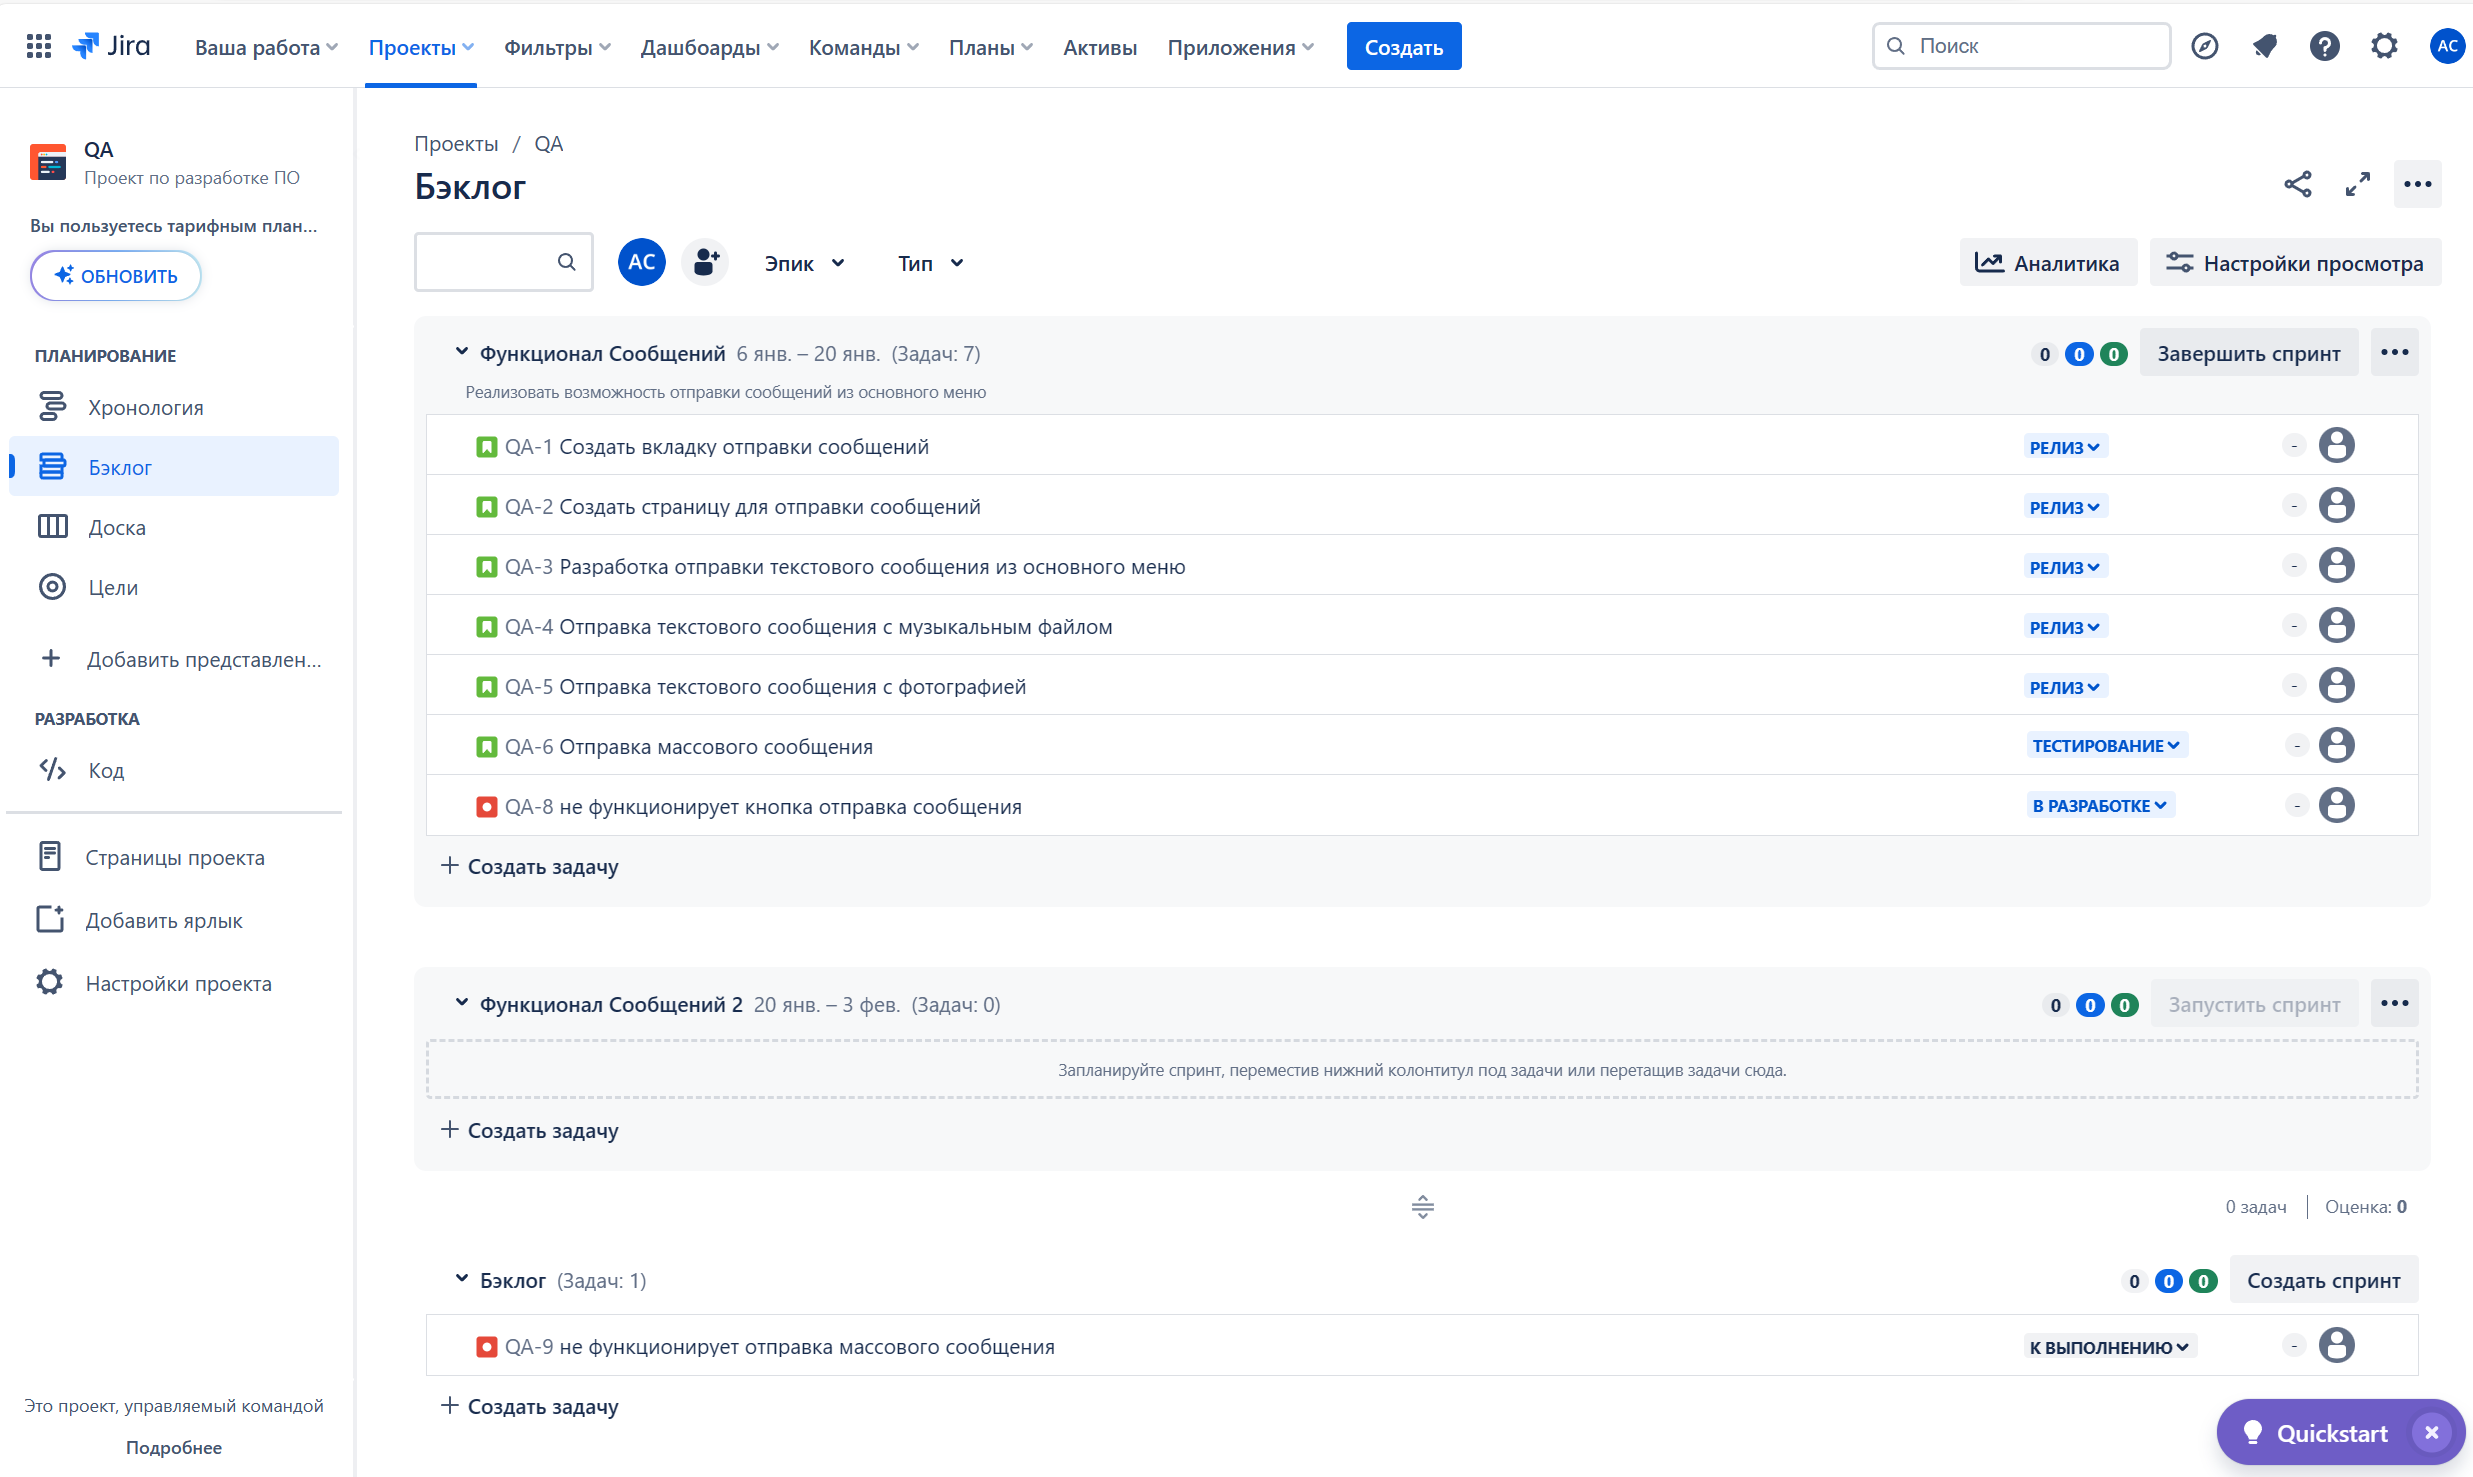 Jira
Ваша работа
Проекты
Фильтры
Дашбоарды
Команды
Планы
Активы
Приложения
Создать
Поиск
AC
QA
Проект по разработке ПО
Вы пользуетесь тарифным план...
ОБНОВИТЬ
ПЛАНИРОВАНИЕ
Хронология
Бэклог
Доска
Цели
Добавить представлен...
РАЗРАБОТКА
Код
Страницы проекта
Добавить ярлык
Настройки проекта
Это проект, управляемый командой
Подробнее
Проекты / QA
Бэклог
AC
Эпик
Тип
Аналитика
Настройки просмотра
Функционал Сообщений 6 янв. – 20 янв. (Задач: 7)
0 0 0 Завершить спринт
Реализовать возможность отправки сообщений из основного меню
QA-1 Создать вкладку отправки сообщений РЕЛИЗ -
QA-2 Создать страницу для отправки сообщений РЕЛИЗ -
QA-3 Разработка отправки текстового сообщения из основного меню РЕЛИЗ -
QA-4 Отправка текстового сообщения с музыкальным файлом РЕЛИЗ -
QA-5 Отправка текстового сообщения с фотографией РЕЛИЗ -
QA-6 Отправка массового сообщения ТЕСТИРОВАНИЕ -
QA-8 не функционирует кнопка отправка сообщения В РАЗРАБОТКЕ -
+ Создать задачу
Функционал Сообщений 2 20 янв. – 3 фев. (Задач: 0)
0 0 0 Запустить спринт
Запланируйте спринт, переместив нижний колонтитул под задачи или перетащив задачи сюда.
+ Создать задачу
0 задач | Оценка: 0
Бэклог (Задач: 1)
0 0 0 Создать спринт
QA-9 не функционирует отправка массового сообщения К ВЫПОЛНЕНИЮ -
+ Создать задачу
Quickstart